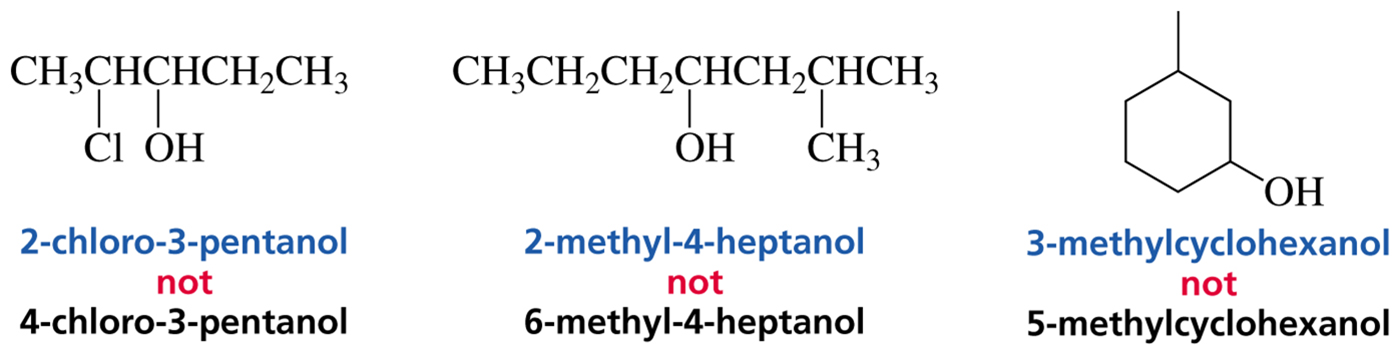 CH₃CHCHCH₂CH₃
Cl OH
2-chloro-3-pentanol
not
4-chloro-3-pentanol
CH₃CH₂CH₂CHCH₂CHCH₃
OH CH₃
2-methyl-4-heptanol
not
6-methyl-4-heptanol
OH
3-methylcyclohexanol
not
5-methylcyclohexanol